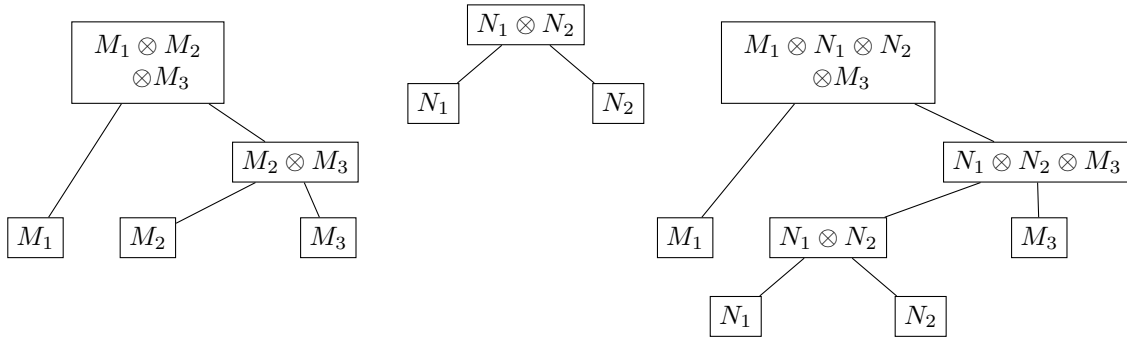 M₁ ⊗ M₂
⊗M₃
M₂ ⊗ M₃
M₁
M₂
M₃
N₁ ⊗ N₂
N₁
N₂
M₁ ⊗ N₁ ⊗ N₂
⊗M₃
N₁ ⊗ N₂ ⊗ M₃
M₁
N₁ ⊗ N₂
M₃
N₁
N₂